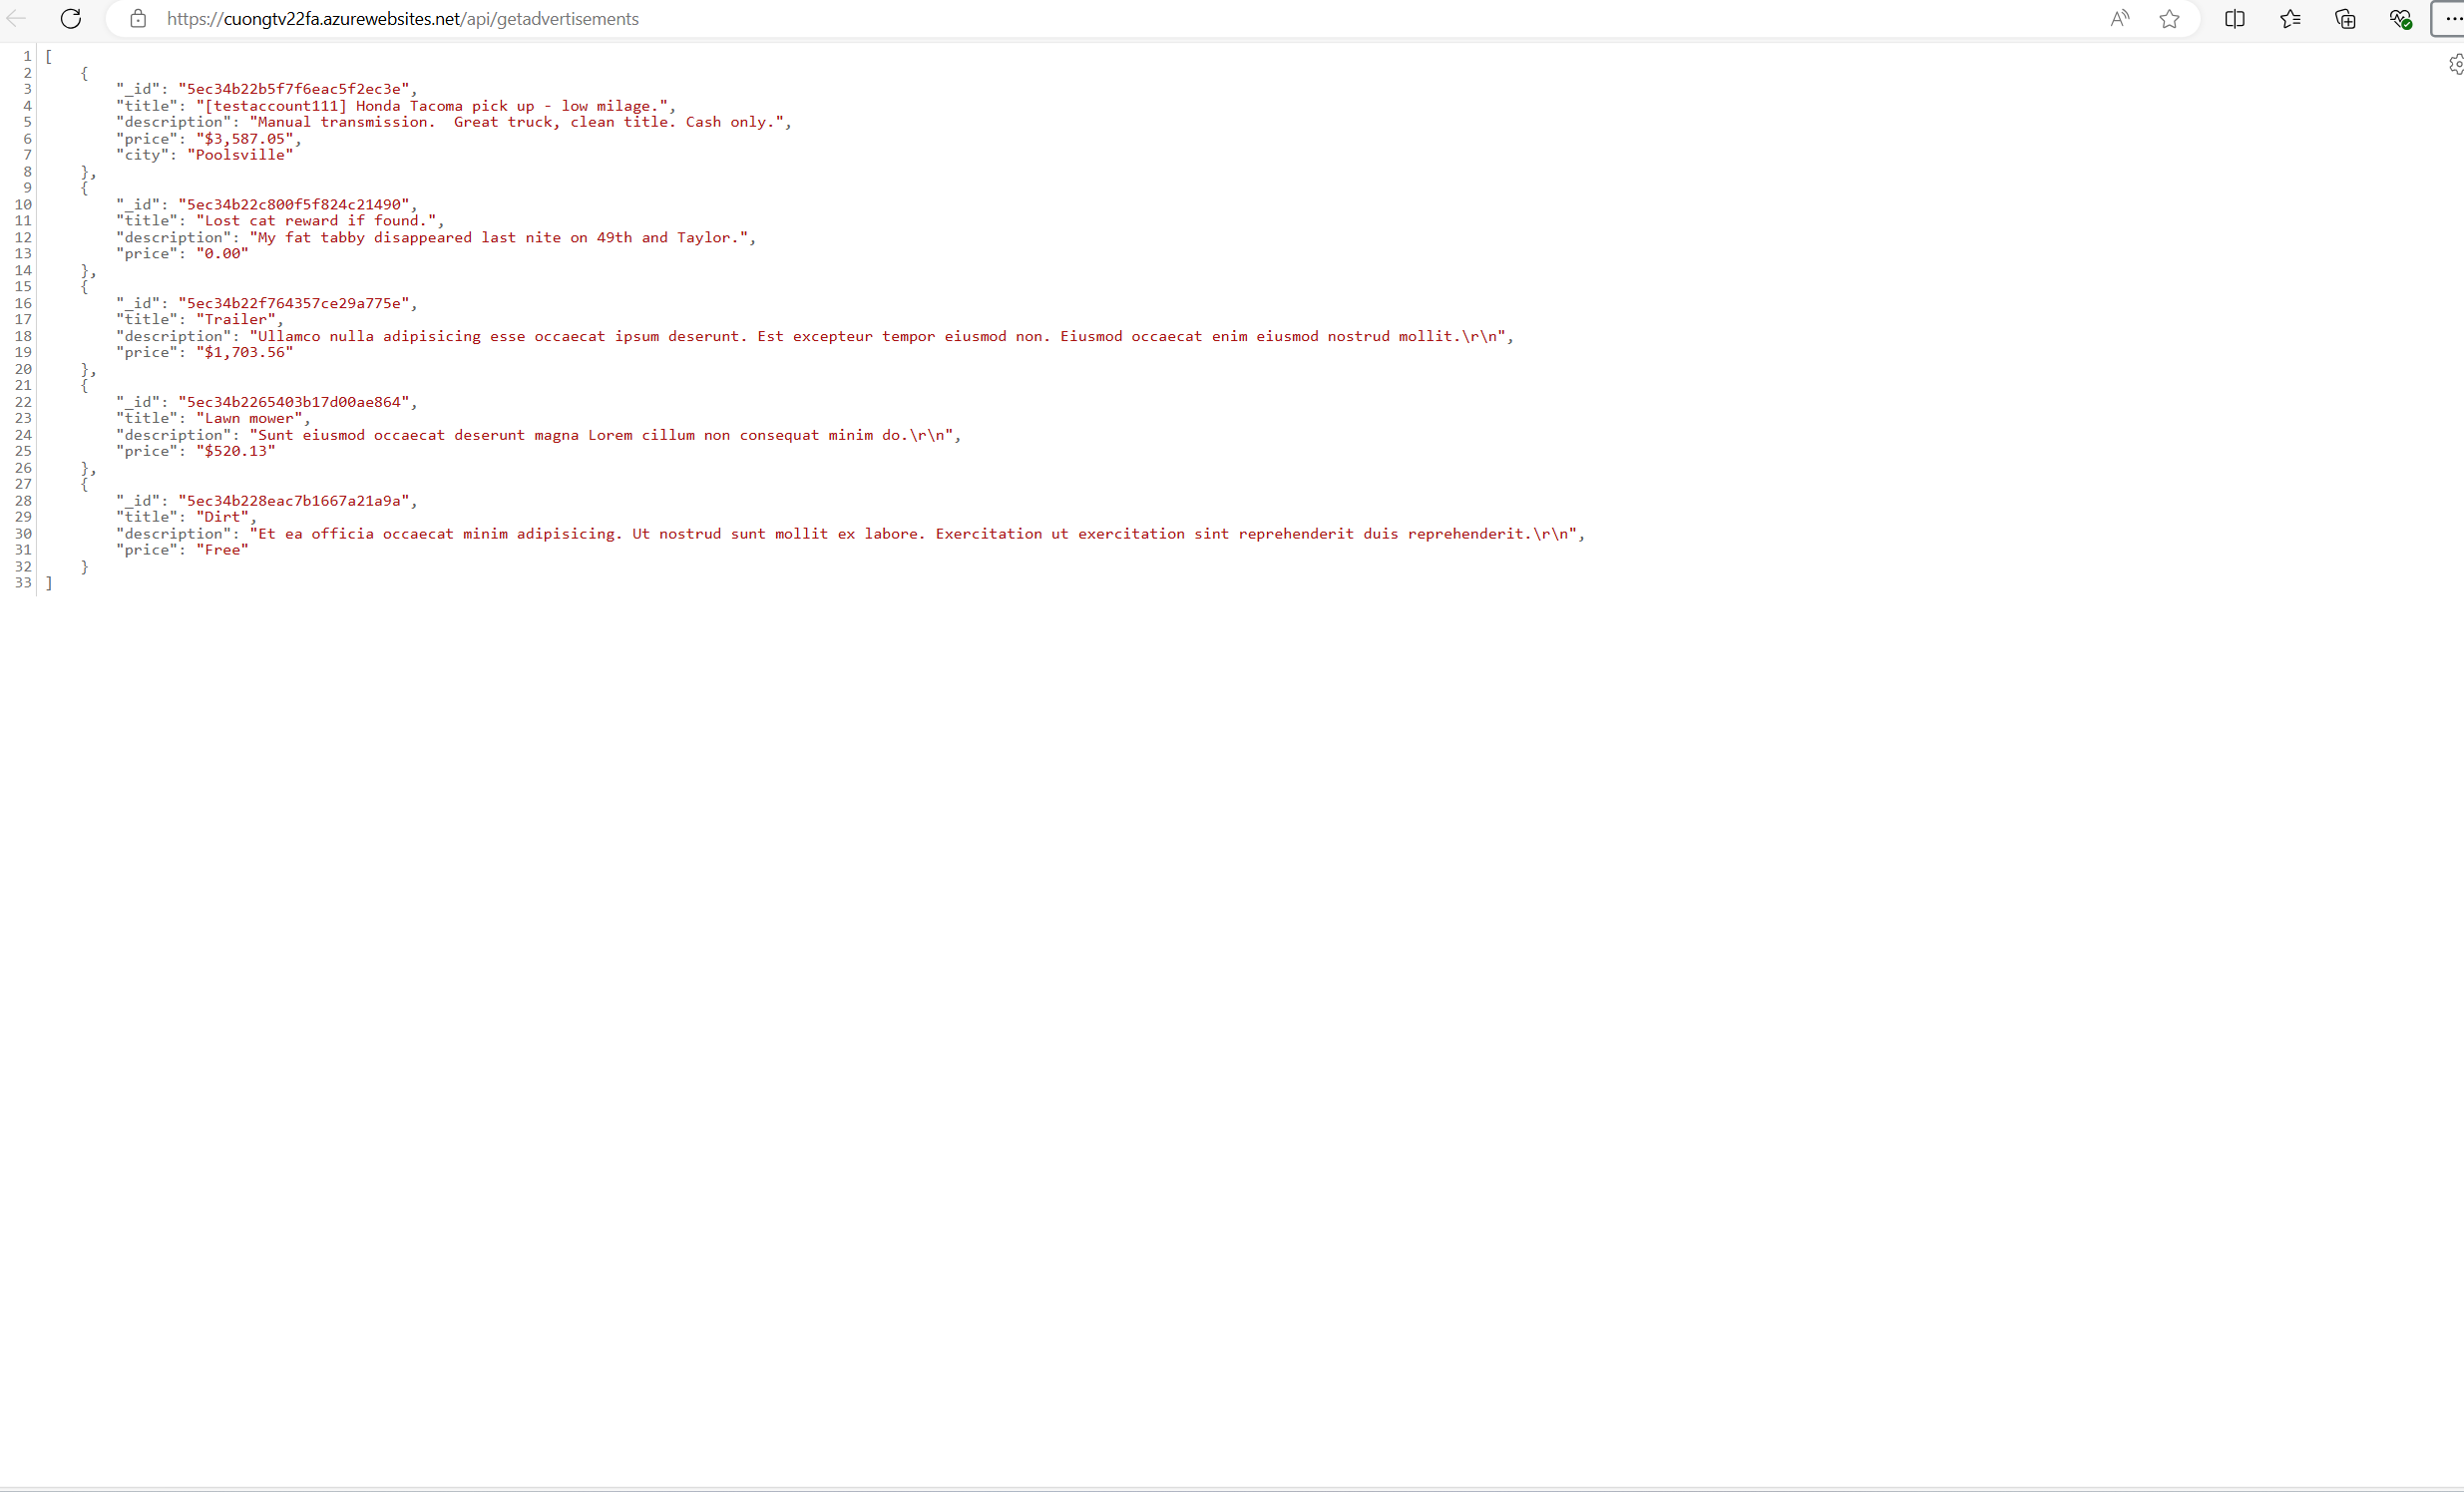 https://cuongtv22fa.azurewebsites.net/api/getadvertisements
1 [
2     {
3         "_id": "5ec34b22b5f7f6eac5f2ec3e",
4         "title": "[testaccount111] Honda Tacoma pick up - low milage.",
5         "description": "Manual transmission.  Great truck, clean title. Cash only.",
6         "price": "$3,587.05",
7         "city": "Poolsville"
8     },
9     {
10         "_id": "5ec34b22c800f5f824c21490",
11         "title": "Lost cat reward if found.",
12         "description": "My fat tabby disappeared last nite on 49th and Taylor.",
13         "price": "0.00"
14     },
15     {
16         "_id": "5ec34b22f764357ce29a775e",
17         "title": "Trailer",
18         "description": "Ullamco nulla adipisicing esse occaecat ipsum deserunt. Est excepteur tempor eiusmod non. Eiusmod occaecat enim eiusmod nostrud mollit.\r\n",
19         "price": "$1,703.56"
20     },
21     {
22         "_id": "5ec34b2265403b17d00ae864",
23         "title": "Lawn mower",
24         "description": "Sunt eiusmod occaecat deserunt magna Lorem cillum non consequat minim do.\r\n",
25         "price": "$520.13"
26     },
27     {
28         "_id": "5ec34b228eac7b1667a21a9a",
29         "title": "Dirt",
30         "description": "Et ea officia occaecat minim adipisicing. Ut nostrud sunt mollit ex labore. Exercitation ut exercitation sint reprehenderit duis reprehenderit.\r\n",
31         "price": "Free"
32     }
33 ]